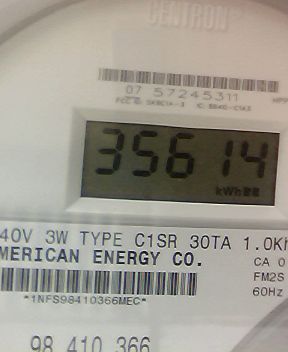 CENTRON
07 57245311
35614
kWh
40V 3W TYPE C1SR 30TA 1.0Kh
MERICAN ENERGY CO.
CA 0
FM2S
*1NFS98410366MEC*
60Hz
98 410 366